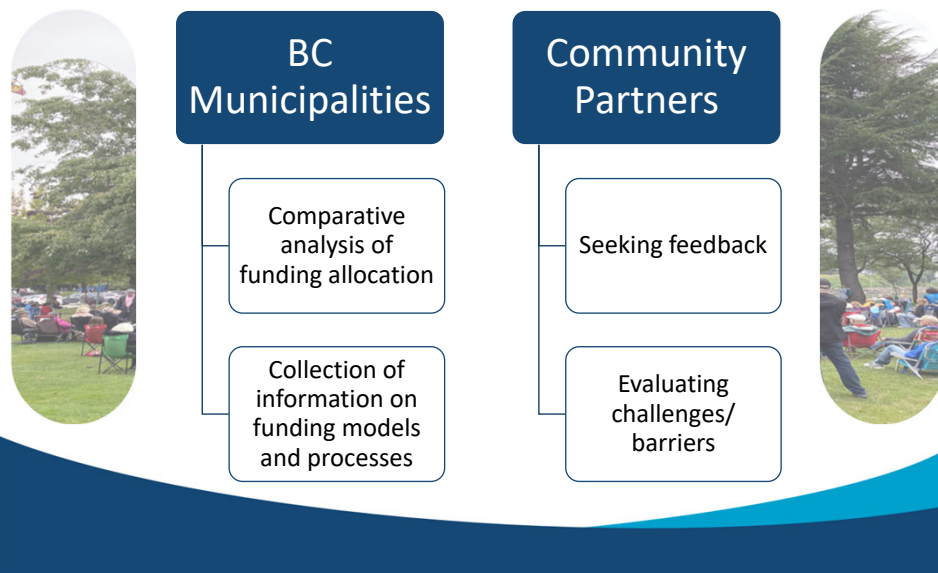 BC
Municipalities
Comparative
analysis of
funding allocation
Collection of
information on
funding models
and processes
Community
Partners
Seeking feedback
Evaluating
challenges/
barriers